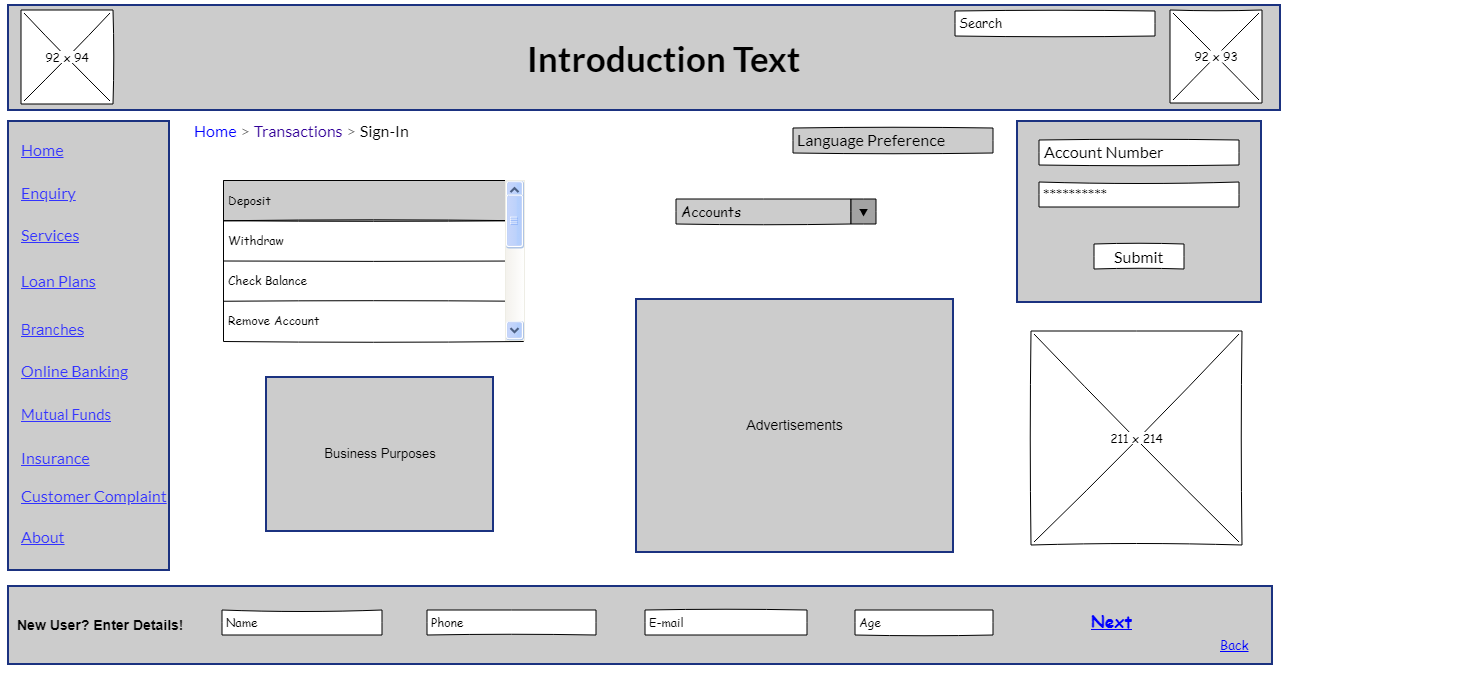 Search
92 x 94
Introduction Text
92 x 93
Home > Transactions > Sign-In
Language Preference
Home
Enquiry
Services
Loan Plans
Branches
Online Banking
Mutual Funds
Insurance
Customer Complaint
About
Deposit
Withdraw
Check Balance
Remove Account
Accounts
Account Number
**********
Submit
Business Purposes
Advertisements
211 x 214
New User? Enter Details!
Name
Phone
E-mail
Age
Next
Back